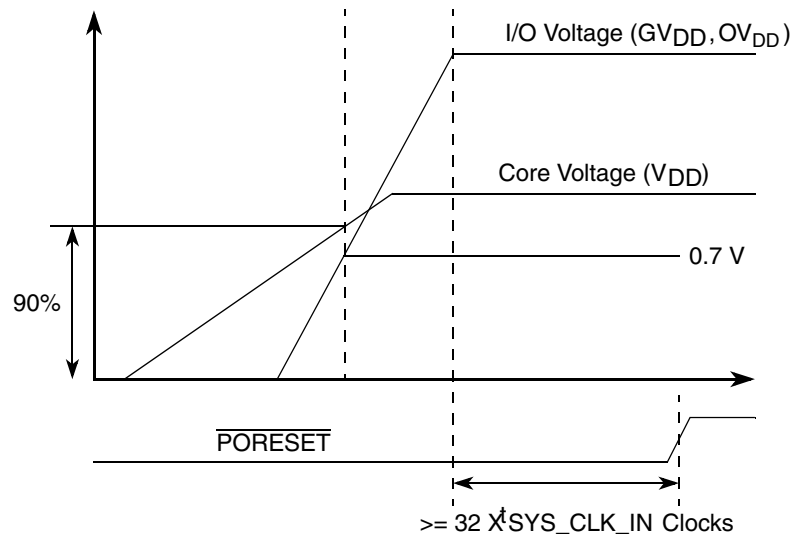 I/O Voltage (GVDD, OVDD)
Core Voltage (VDD)
0.7 V
90%
PORESET
>= 32 X tSYS_CLK_IN Clocks